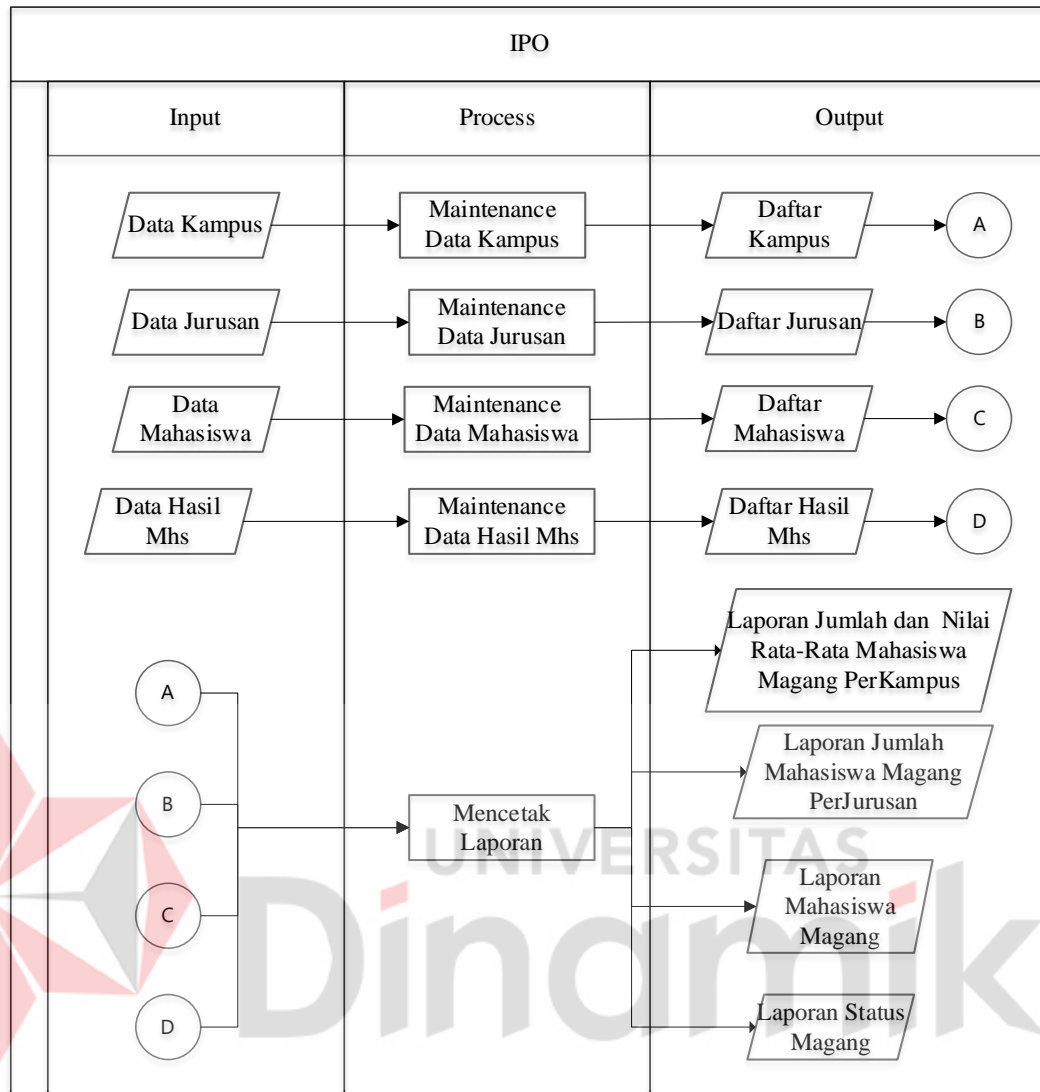 IPO
Input
Process
Output
Data Kampus
Maintenance
Data Kampus
Daftar
Kampus
A
Data Jurusan
Maintenance
Data Jurusan
Daftar Jurusan
B
Data
Mahasiswa
Maintenance
Data Mahasiswa
Daftar
Mahasiswa
C
Data Hasil
Mhs
Maintenance
Data Hasil Mhs
Daftar Hasil
Mhs
D
A
B
C
D
Mencetak
Laporan
Laporan Jumlah dan Nilai
Rata-Rata Mahasiswa
Magang PerKampus
Laporan Jumlah
Mahasiswa Magang
PerJurusan
Laporan
Mahasiswa
Magang
Laporan Status
Magang
UNIVERSITAS
Dinamik